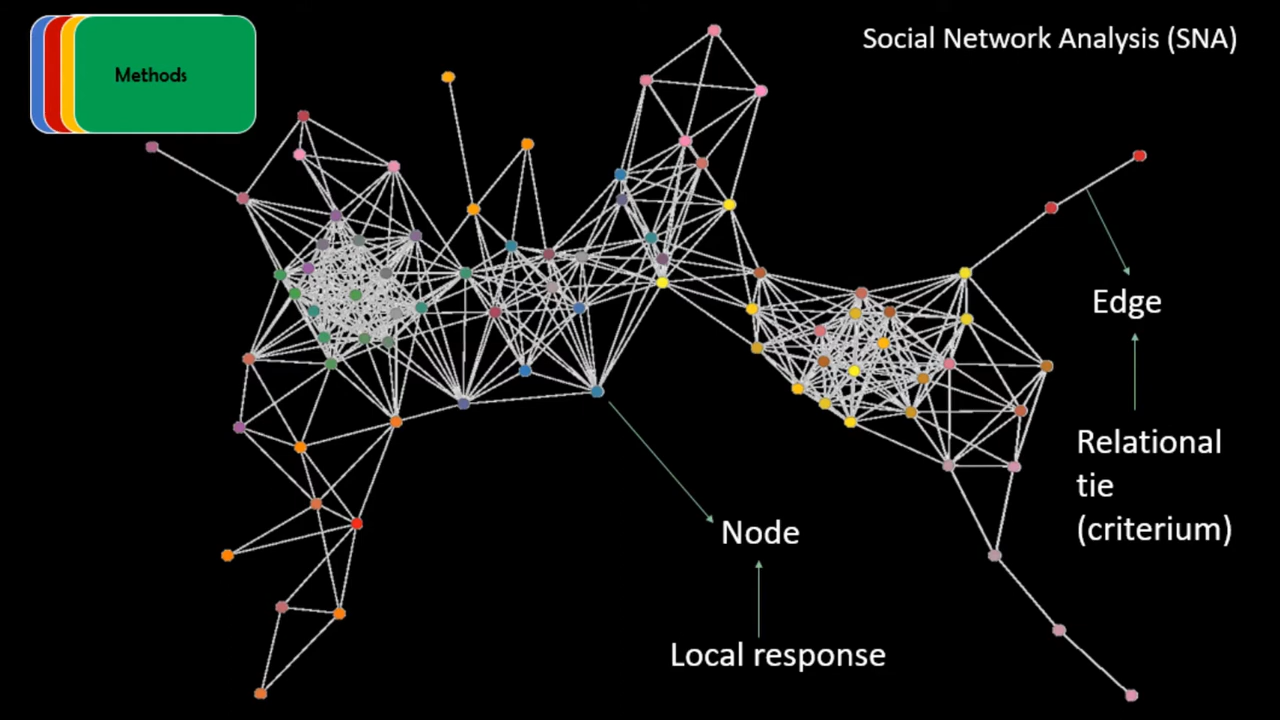 Methods
Social Network Analysis (SNA)
Edge
Relational
tie
(criterium)
Node
Local response